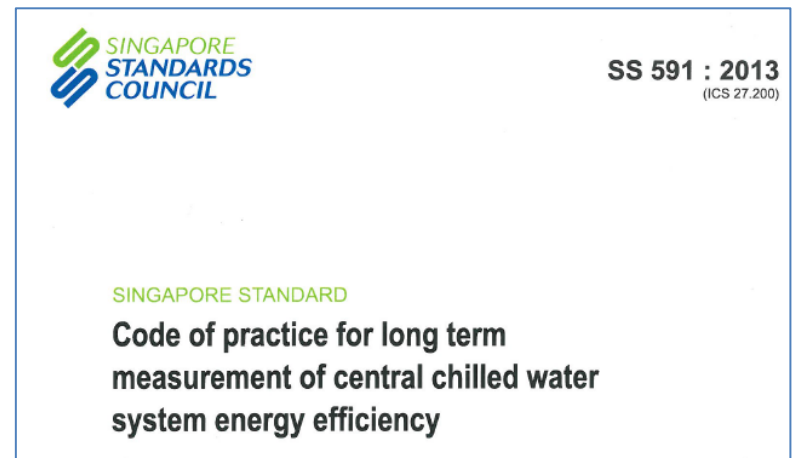 SINGAPORE
STANDARDS
COUNCIL
SS 591 : 2013
(ICS 27.200)
SINGAPORE STANDARD
Code of practice for long term
measurement of central chilled water
system energy efficiency